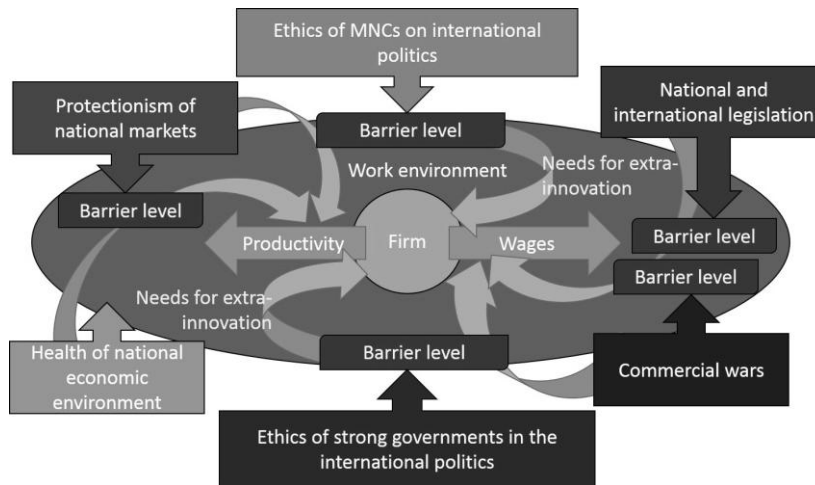 Ethics of MNCs on international
politics
Protectionism of
national markets
National and
international legislation
Barrier level
Work environment
Needs for extra-
innovation
Barrier level
Productivity
Firm
Wages
Barrier level
Barrier level
Needs for extra-
innovation
Barrier level
Health of national
economic
environment
Commercial wars
Ethics of strong governments in the
international politics